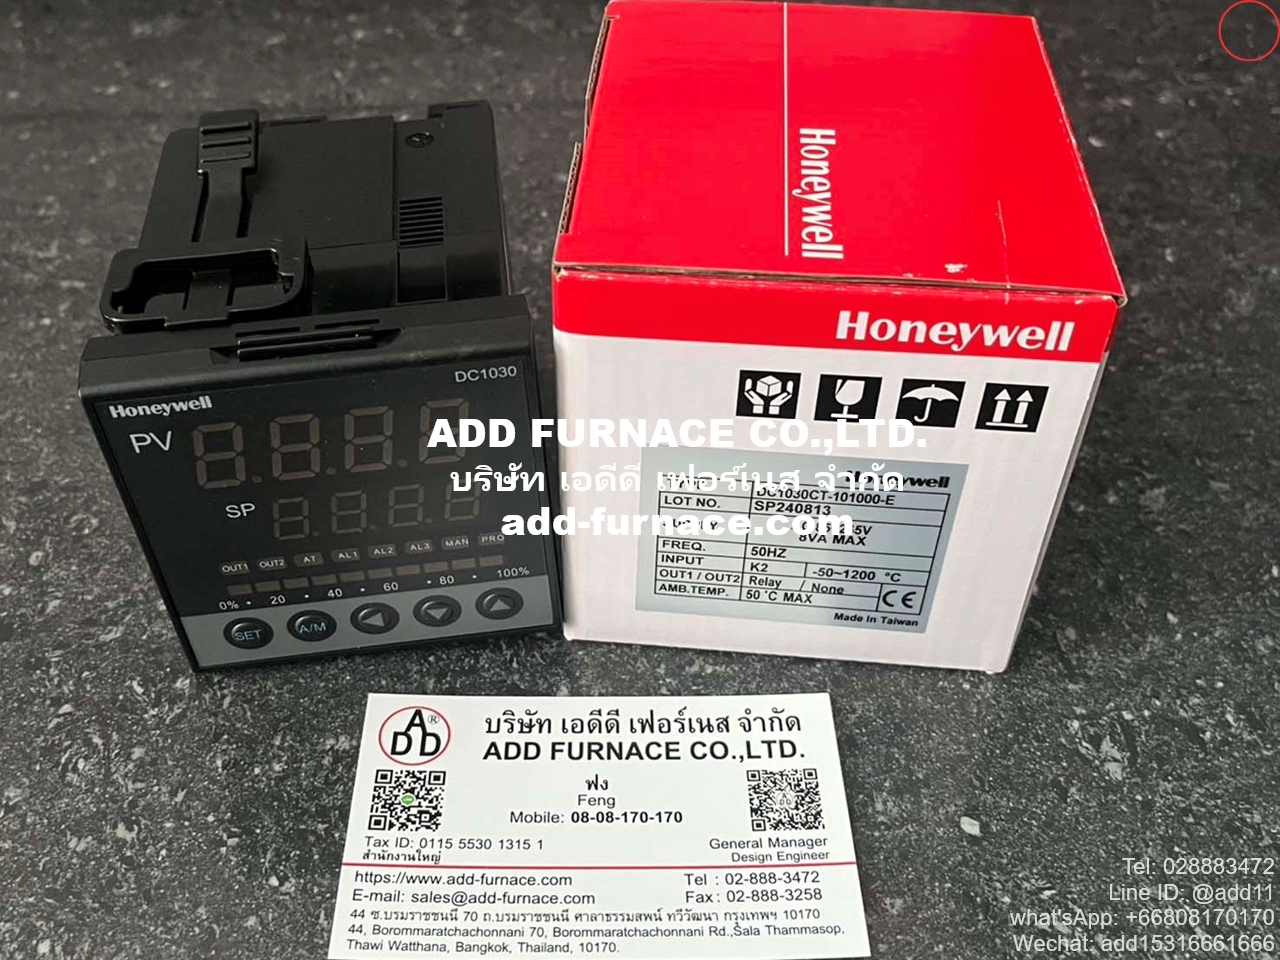 Honeywell
Honeywell
DC1030
Honeywell
PV
SP
OUT1 OUT2 AT AL1 AL2 AL3 MAN PRO
0% • 20 • 40 • 60 • 80 • 100%
SET A/M
ADD FURNACE CO.,LTD.
บริษัท เอดีดี เฟอร์เนส จำกัด
add-furnace.com
Honeywell
DC1030CT-101000-E
LOT NO. SP240813
8VA MAX
FREQ. 50HZ
INPUT K2 -50~1200 °C
OUT1 / OUT2 Relay / None
AMB.TEMP. 50 °C MAX CE
Made in Taiwan
ADD®
บริษัท เอดีดี เฟอร์เนส จำกัด
ADD FURNACE CO.,LTD.
ฟง
Feng
Mobile: 08-08-170-170
Tax ID: 0115 5530 1315 1
สำนักงานใหญ่
General Manager
Design Engineer
https://www.add-furnace.com
E-mail: sales@add-furnace.com
Tel : 02-888-3472
Fax : 02-888-3258
44 ซ.บรมราชชนนี 70 ถ.บรมราชชนนี ศาลาธรรมสพน์ ทวีวัฒนา กรุงเทพฯ 10170
44, Borommaratchachonnani 70, Borommaratchachonnani Rd.,Sala Thammasop,
Thawi Watthana, Bangkok, Thailand, 10170.
Tel: 028883472
Line ID: @add11
what'sApp: +66808170170
Wechat: add15316661666